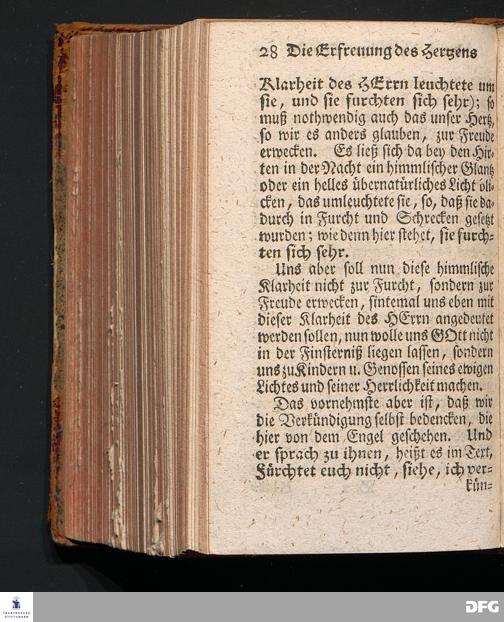 28 Die Erfreuung des Hertzens
Klarheit des HErrn leuchtete um
sie, und sie furchten sich sehr); so
muß nothwendig auch das unser Hertz,
so wir es anders glauben, zur Freude
erwecken. Es ließ sich da bey den Hir-
ten in der Nacht ein himmlischer Glantz
oder ein helles übernatürliches Licht bli-
cken, das umleuchtete sie, so, daß sie da-
durch in Furcht und Schrecken gesetzt
wurden; wie denn hier stehet, sie furch-
ten sich sehr.
Uns aber soll nun diese himmlische
Klarheit nicht zur Furcht, sondern zur
Freude erwecken, sintemal uns eben mit
dieser Klarheit des HErrn angedeutet
werden sollen, nun wolle uns GOtt nicht
in der Finsterniß liegen lassen, sondern
uns zu Kindern u. Genossen seines ewigen
Lichtes und seiner Herrlichkeit machen.
Das vornehmste aber ist, daß wir
die Verkündigung selbst bedencken, die
hier von dem Engel geschehen. Und
er sprach zu ihnen, heißt es im Text,
Fürchtet euch nicht, siehe, ich ver-
kün-
FRANCKESCHE
STIFTUNGEN
DFG